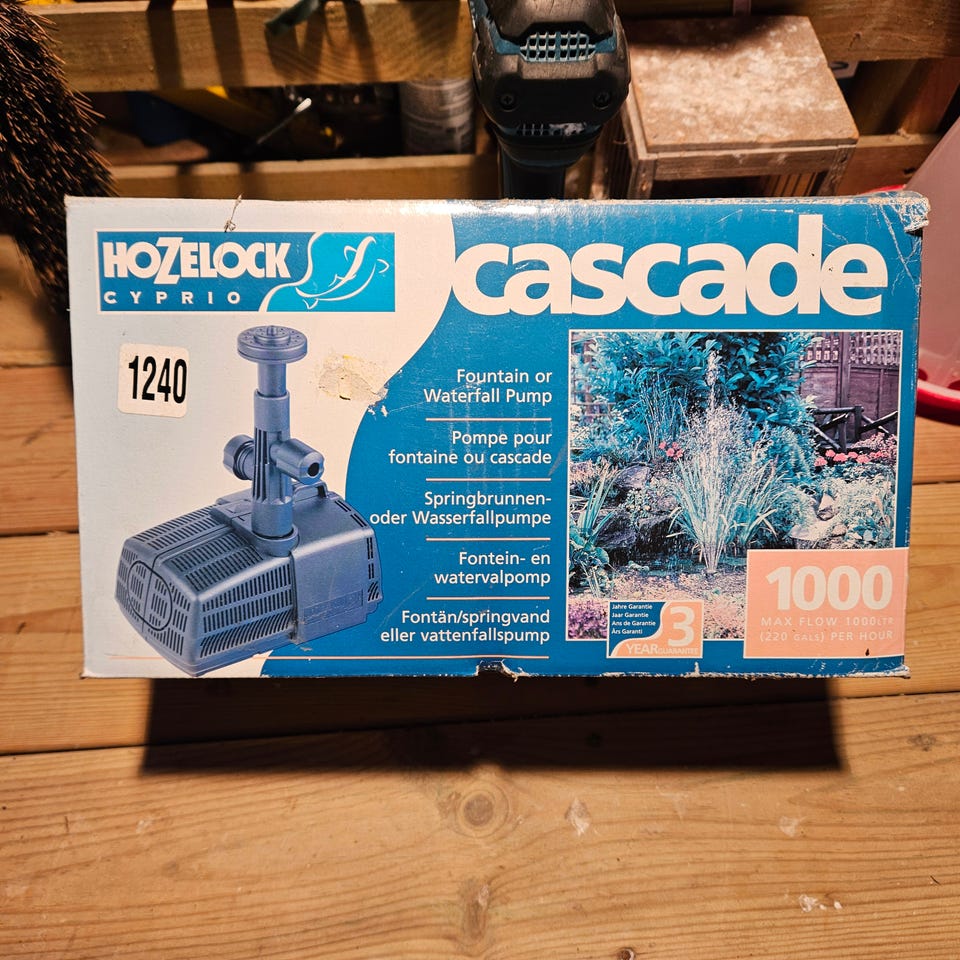 HOZELOCK
CYPRIO
cascade
1240
Fountain or
Waterfall Pump
Pompe pour
fontaine ou cascade
Springbrunnen-
oder Wasserfallpumpe
Fontein- en
watervalpomp
Fontän/springvand
eller vattenfallspump
Jahre Garantie
Jaar Garantie
Ans de Garantie
Års Garanti
3
YEAR GUARANTEE
1000
MAX FLOW 1000LTR
(220 GALS) PER HOUR